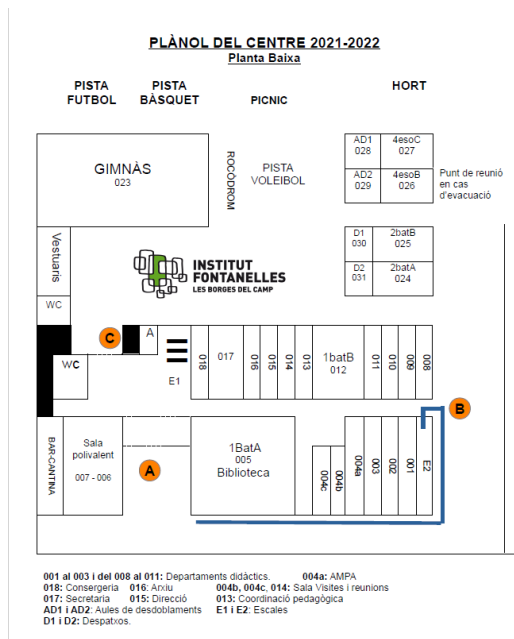 PLÀNOL DEL CENTRE 2021-2022
Planta Baixa
PISTA
FUTBOL
PISTA
BÀSQUET
PICNIC
HORT
GIMNÀS
023
ROCÒDROM
PISTA
VOLEIBOL
AD1
028
4esoC
027
AD2
029
4esoB
026
Punt de reunió
en cas
d'evacuació
Vestuaris
D1
030
2batB
025
D2
031
2batA
024
INSTITUT
FONTANELLES
LES BORGES DEL CAMP
WC
C
A
WC
E1
018
017
016
015
014
013
1batB
012
011
010
009
008
B
BAR-CANTINA
Sala
polivalent
007 - 006
A
1BatA
005
Biblioteca
004c
004b
004a
003
002
001
E2
001 al 003 i del 008 al 011: Departaments didàctics. 004a: AMPA
018: Consergeria 016: Arxiu 004b, 004c, 014: Sala Visites i reunions
017: Secretaria 015: Direcció 013: Coordinació pedagògica
AD1 i AD2: Aules de desdoblaments E1 i E2: Escales
D1 i D2: Despatxos.